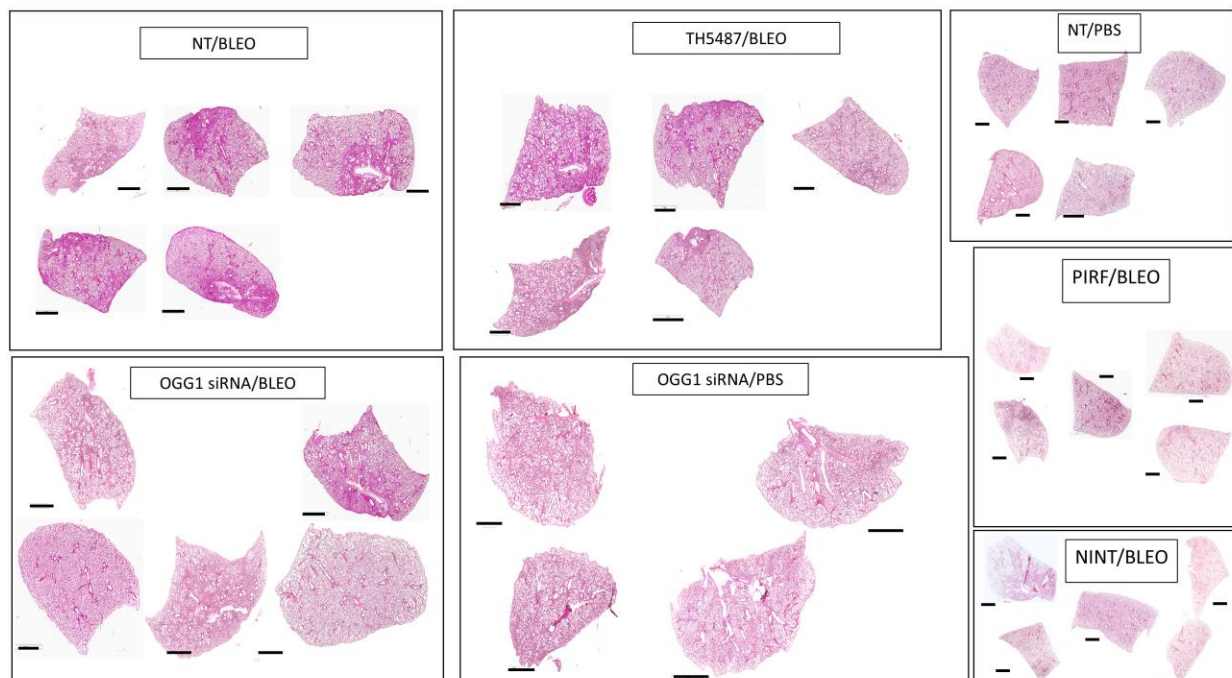 NT/BLEO
TH5487/BLEO
NT/PBS
PIRF/BLEO
OGG1 siRNA/BLEO
OGG1 siRNA/PBS
NINT/BLEO